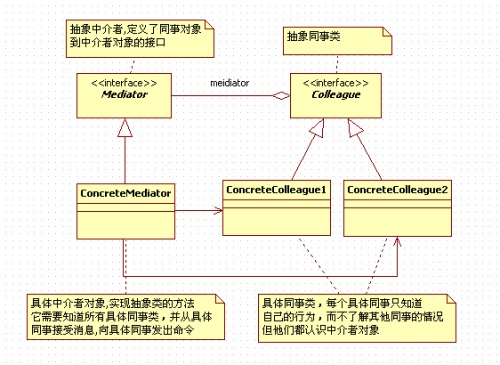 抽象中介者,定义了同事对象
到中介者对象的接口
抽象同事类
<<interface>>
Mediator
meidiator
<<interface>>
Colleague
ConcreteMediator
ConcreteColleague1
ConcreteColleague2
具体中介者对象,实现抽象类的方法
它需要知道所有具体同事类，并从具体
同事接受消息,向具体同事发出命令
具体同事类，每个具体同事只知道
自己的行为，而不了解其他同事的情况
但他们都认识中介者对象